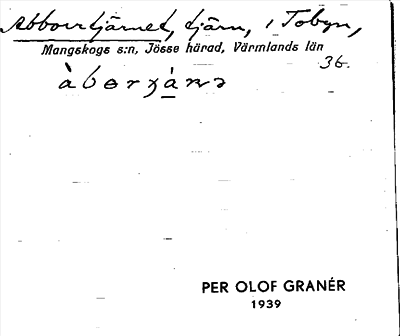 Abborrtjärnet, tjärn, i Tobyn,
Mangskogs s:n, Jösse härad, Värmlands län
36.
PER OLOF GRANÉR
1939